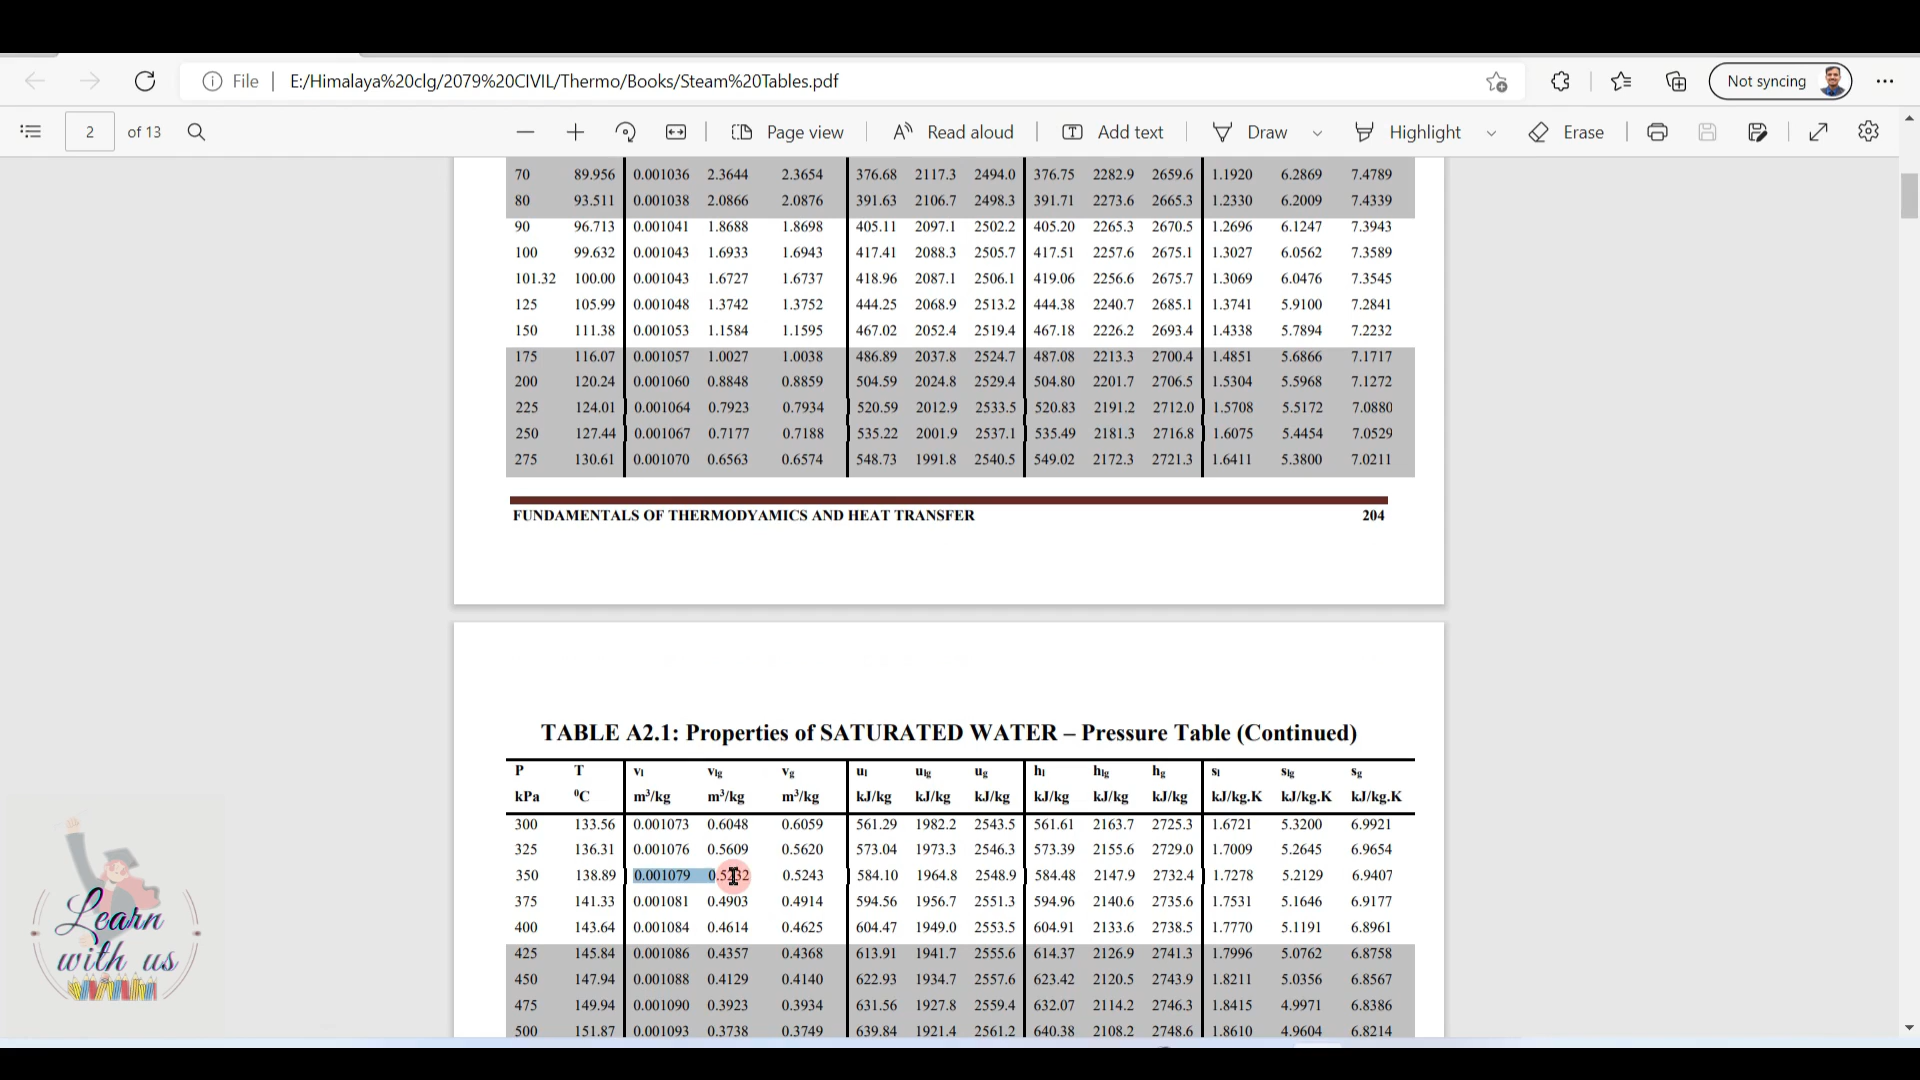 File | E:/Himalaya%20clg/2079%20CIVIL/Thermo/Books/Steam%20Tables.pdf Not syncing
2 of 13 Page view Read aloud Add text Draw Highlight Erase
70 89.956 0.001036 2.3644 2.3654 376.68 2117.3 2494.0 376.75 2282.9 2659.6 1.1920 6.2869 7.4789
80 93.511 0.001038 2.0866 2.0876 391.63 2106.7 2498.3 391.71 2273.6 2665.3 1.2330 6.2009 7.4339
90 96.713 0.001041 1.8688 1.8698 405.11 2097.1 2502.2 405.20 2265.3 2670.5 1.2696 6.1247 7.3943
100 99.632 0.001043 1.6933 1.6943 417.41 2088.3 2505.7 417.51 2257.6 2675.1 1.3027 6.0562 7.3589
101.32 100.00 0.001043 1.6727 1.6737 418.96 2087.1 2506.1 419.06 2256.6 2675.7 1.3069 6.0476 7.3545
125 105.99 0.001048 1.3742 1.3752 444.25 2068.9 2513.2 444.38 2240.7 2685.1 1.3741 5.9100 7.2841
150 111.38 0.001053 1.1584 1.1595 467.02 2052.4 2519.4 467.18 2226.2 2693.4 1.4338 5.7894 7.2232
175 116.07 0.001057 1.0027 1.0038 486.89 2037.8 2524.7 487.08 2213.3 2700.4 1.4851 5.6866 7.1717
200 120.24 0.001060 0.8848 0.8859 504.59 2024.8 2529.4 504.80 2201.7 2706.5 1.5304 5.5968 7.1272
225 124.01 0.001064 0.7923 0.7934 520.59 2012.9 2533.5 520.83 2191.2 2712.0 1.5708 5.5172 7.0880
250 127.44 0.001067 0.7177 0.7188 535.22 2001.9 2537.1 535.49 2181.3 2716.8 1.6075 5.4454 7.0529
275 130.61 0.001070 0.6563 0.6574 548.73 1991.8 2540.5 549.02 2172.3 2721.3 1.6411 5.3800 7.0211
FUNDAMENTALS OF THERMODYAMICS AND HEAT TRANSFER 204
TABLE A2.1: Properties of SATURATED WATER – Pressure Table (Continued)
P T vl vlg vg ul ulg ug hl hlg hg sl slg sg
kPa ⁰C m³/kg m³/kg m³/kg kJ/kg kJ/kg kJ/kg kJ/kg kJ/kg kJ/kg kJ/kg.K kJ/kg.K kJ/kg.K
300 133.56 0.001073 0.6048 0.6059 561.29 1982.2 2543.5 561.61 2163.7 2725.3 1.6721 5.3200 6.9921
325 136.31 0.001076 0.5609 0.5620 573.04 1973.3 2546.3 573.39 2155.6 2729.0 1.7009 5.2645 6.9654
350 138.89 0.001079 0.5232 0.5243 584.10 1964.8 2548.9 584.48 2147.9 2732.4 1.7278 5.2129 6.9407
375 141.33 0.001081 0.4903 0.4914 594.56 1956.7 2551.3 594.96 2140.6 2735.6 1.7531 5.1646 6.9177
400 143.64 0.001084 0.4614 0.4625 604.47 1949.0 2553.5 604.91 2133.6 2738.5 1.7770 5.1191 6.8961
425 145.84 0.001086 0.4357 0.4368 613.91 1941.7 2555.6 614.37 2126.9 2741.3 1.7996 5.0762 6.8758
450 147.94 0.001088 0.4129 0.4140 622.93 1934.7 2557.6 623.42 2120.5 2743.9 1.8211 5.0356 6.8567
475 149.94 0.001090 0.3923 0.3934 631.56 1927.8 2559.4 632.07 2114.2 2746.3 1.8415 4.9971 6.8386
500 151.87 0.001093 0.3738 0.3749 639.84 1921.4 2561.2 640.38 2108.2 2748.6 1.8610 4.9604 6.8214
Learn
with us